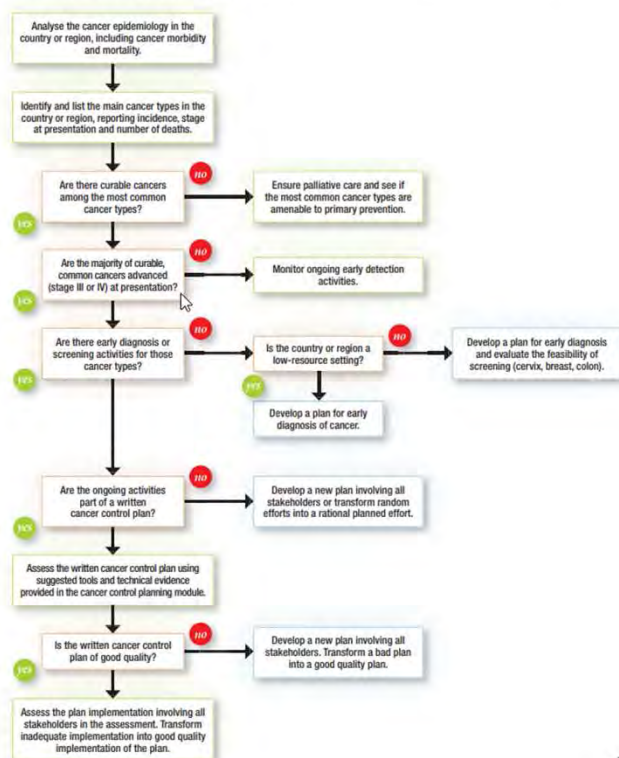 Analyse the cancer epidemiology in the
country or region, including cancer morbidity
and mortality.
Identify and list the main cancer types in the
country or region, reporting incidence, stage
at presentation and number of deaths.
no
Are there curable cancers
among the most common
cancer types?
Ensure palliative care and see if
the most common cancer types are
amenable to primary prevention.
yes
no
Are the majority of curable,
common cancers advanced
(stage III or IV) at presentation?
Monitor ongoing early detection
activities.
yes
no
Are there early diagnosis or
screening activities for those
cancer types?
Is the country or region a
low-resource setting?
no
Develop a plan for early diagnosis
and evaluate the feasibility of
screening (cervix, breast, colon).
yes
yes
Develop a plan for early
diagnosis of cancer.
no
Are the ongoing activities
part of a written
cancer control plan?
Develop a new plan involving all
stakeholders or transform random
efforts into a rational planned effort.
yes
Assess the written cancer control plan using
suggested tools and technical evidence
provided in the cancer control planning module.
no
Is the written cancer control
plan of good quality?
Develop a new plan involving all
stakeholders. Transform a bad plan
into a good quality plan.
yes
Assess the plan implementation involving all
stakeholders in the assessment. Transform
inadequate implementation into good quality
implementation of the plan.